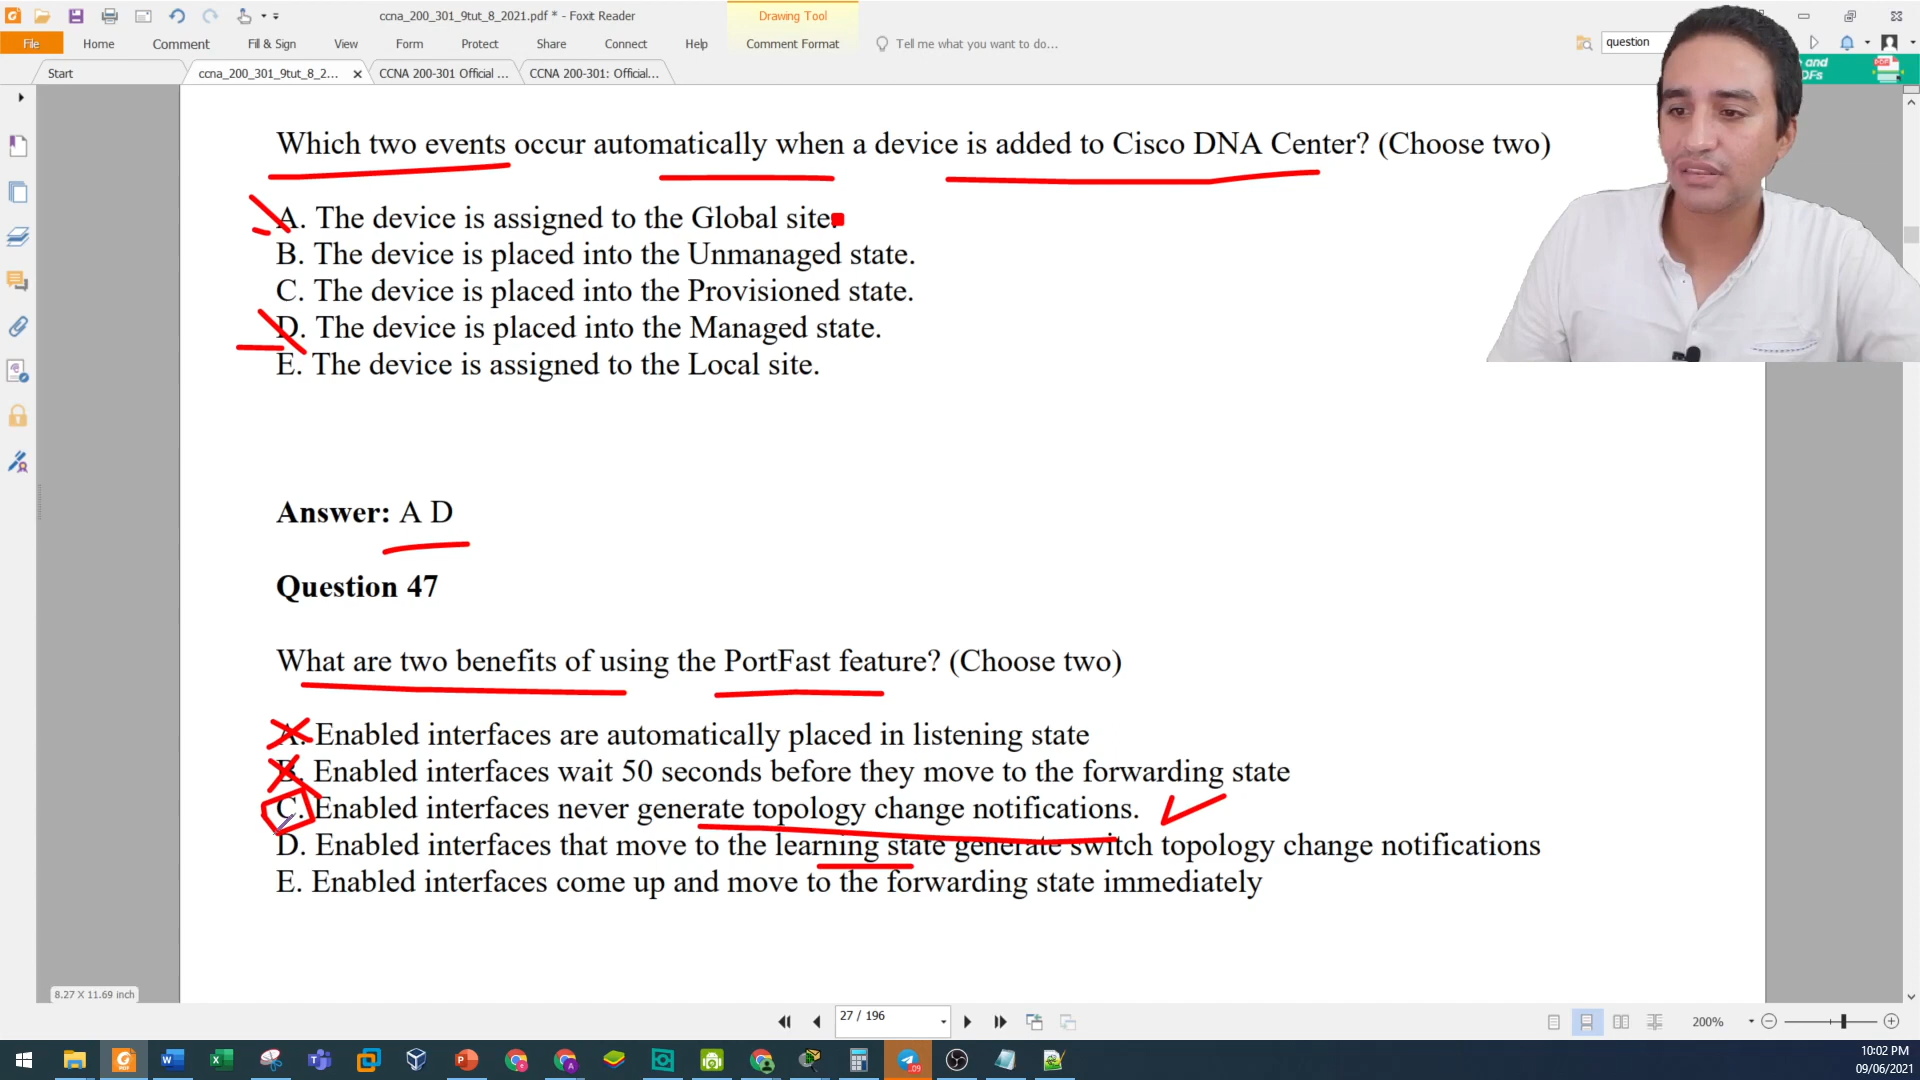 ccna_200_301_9tut_8_2021.pdf * - Foxit Reader
Drawing Tool
File
Home
Comment
Fill & Sign
View
Form
Protect
Share
Connect
Help
Comment Format
Tell me what you want to do...
question
Start
ccna_200_301_9tut_8_2...
CCNA 200-301 Official ...
CCNA 200-301: Official...
and
DFs
Which two events occur automatically when a device is added to Cisco DNA Center? (Choose two)
A. The device is assigned to the Global site.
B. The device is placed into the Unmanaged state.
C. The device is placed into the Provisioned state.
D. The device is placed into the Managed state.
E. The device is assigned to the Local site.
Answer: A D
Question 47
What are two benefits of using the PortFast feature? (Choose two)
A. Enabled interfaces are automatically placed in listening state
B. Enabled interfaces wait 50 seconds before they move to the forwarding state
C. Enabled interfaces never generate topology change notifications.
D. Enabled interfaces that move to the learning state generate switch topology change notifications
E. Enabled interfaces come up and move to the forwarding state immediately
8.27 X 11.69 inch
27 / 196
200%
10:02 PM
09/06/2021